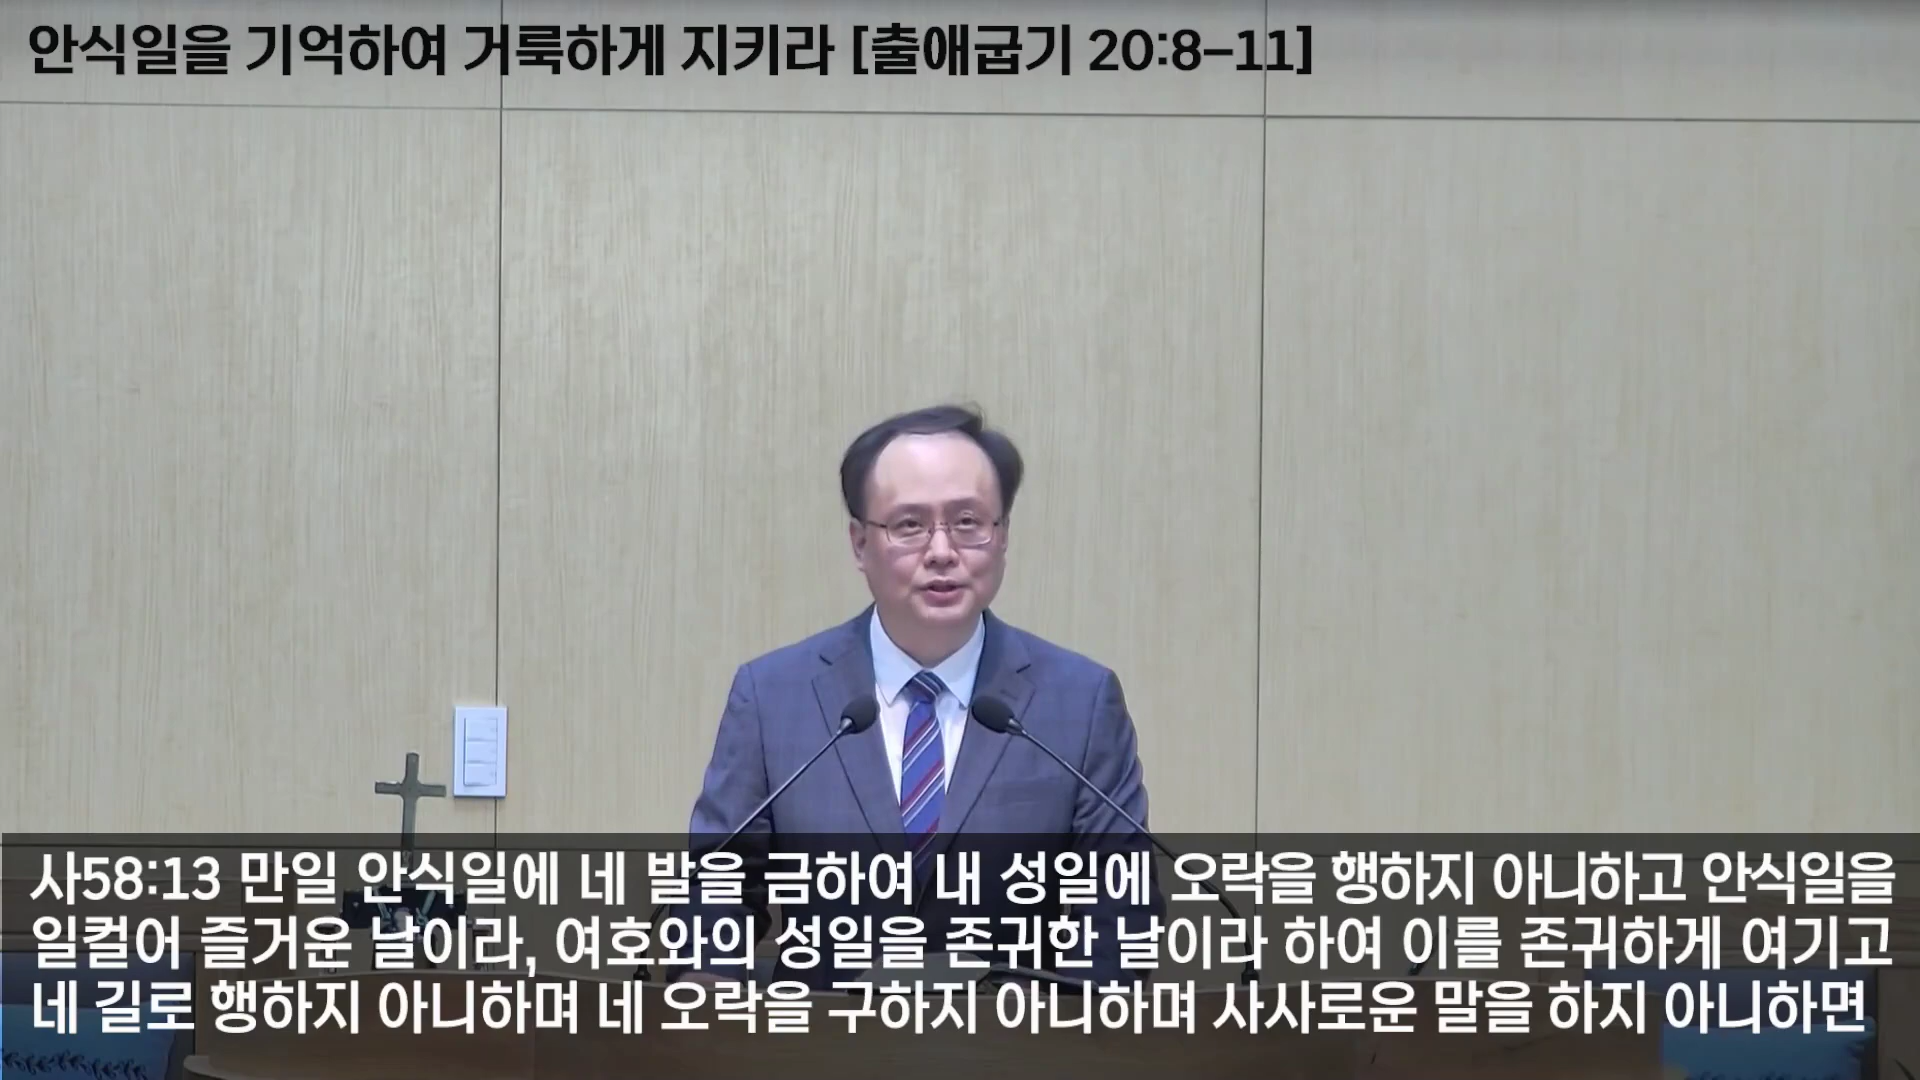 안식일을 기억하여 거룩하게 지키라 [출애굽기 20:8-11]
사58:13 만일 안식일에 네 발을 금하여 내 성일에 오락을 행하지 아니하고 안식일을
일컬어 즐거운 날이라, 여호와의 성일을 존귀한 날이라 하여 이를 존귀하게 여기고
네 길로 행하지 아니하며 네 오락을 구하지 아니하며 사사로운 말을 하지 아니하면